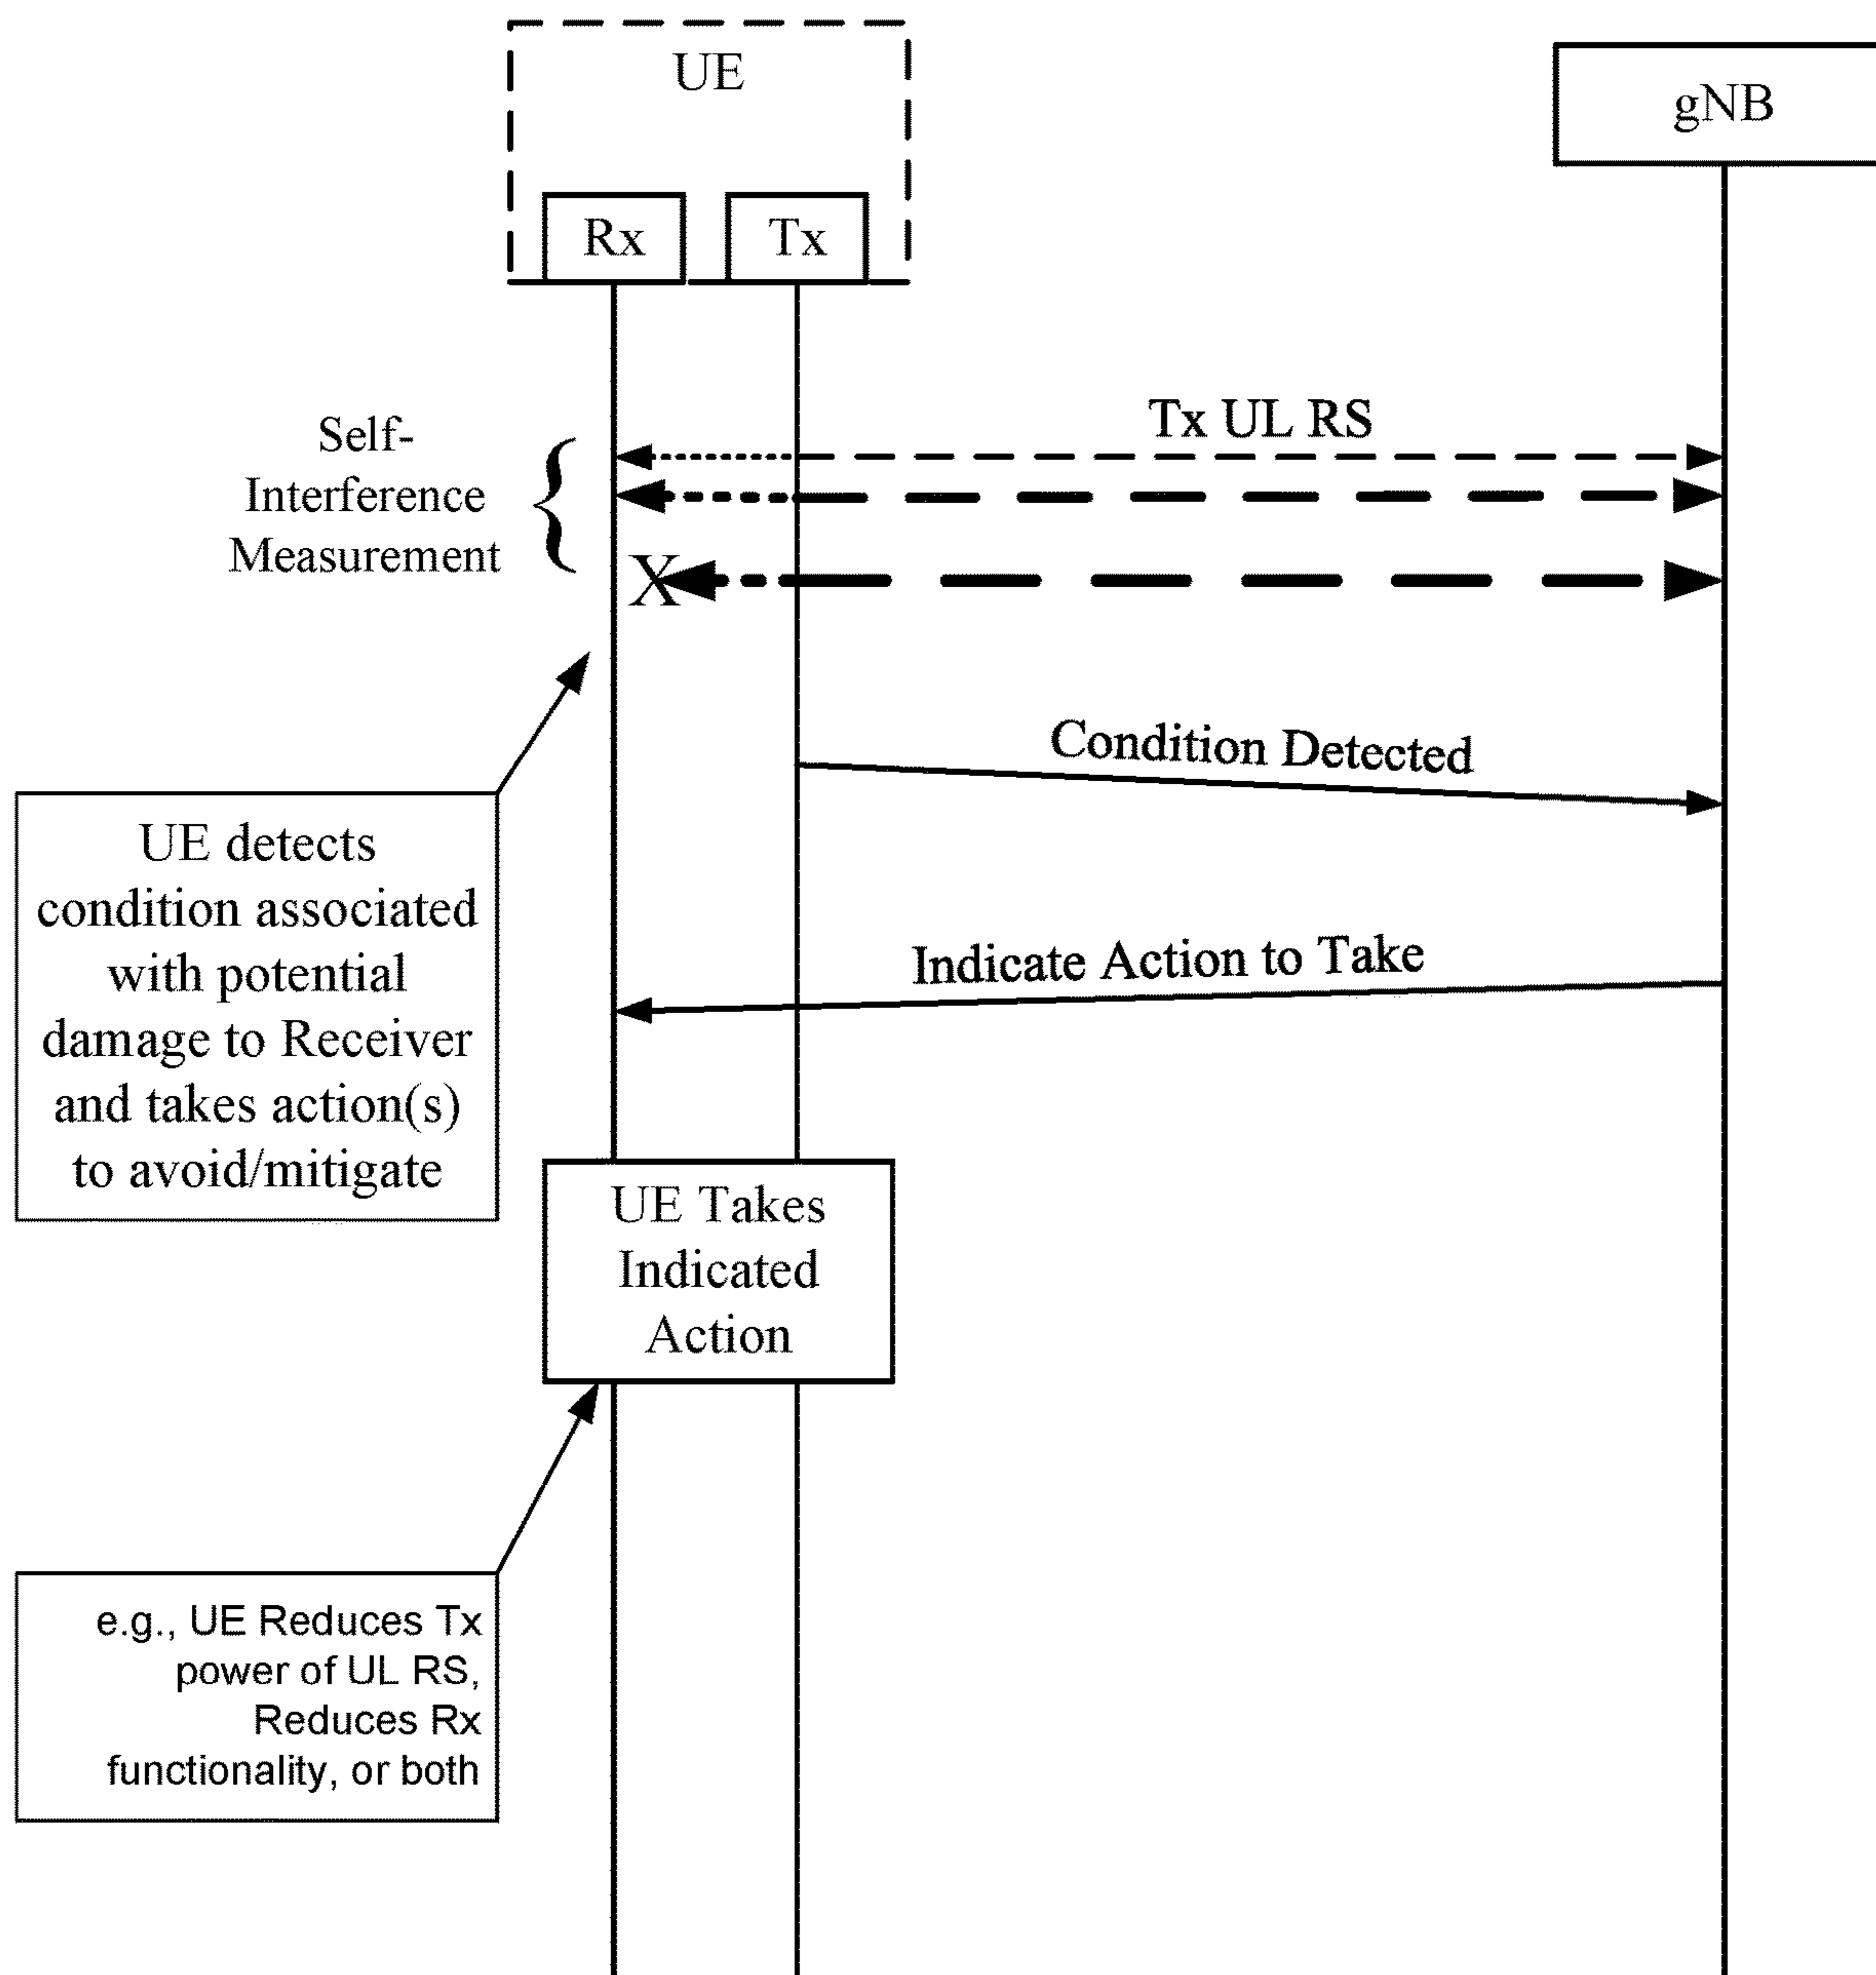 UE
gNB
Rx
Tx
Tx UL RS
Self-
Interference
Measurement
{
X
Condition Detected
UE detects
condition associated
with potential
damage to Receiver
and takes action(s)
to avoid/mitigate
Indicate Action to Take
UE Takes
Indicated
Action
e.g., UE Reduces Tx
power of UL RS,
Reduces Rx
functionality, or both